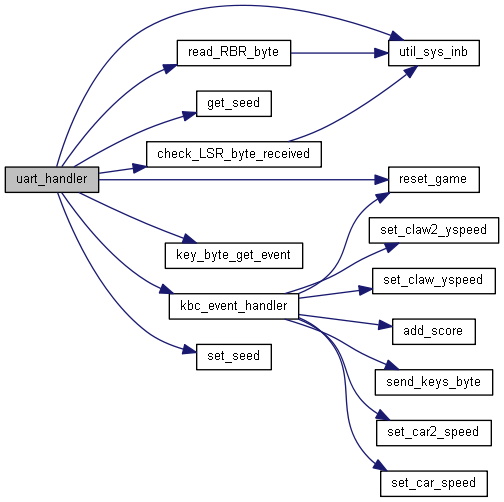 uart_handler
read_RBR_byte
get_seed
check_LSR_byte_received
key_byte_get_event
kbc_event_handler
set_seed
util_sys_inb
reset_game
set_claw2_yspeed
set_claw_yspeed
add_score
send_keys_byte
set_car2_speed
set_car_speed